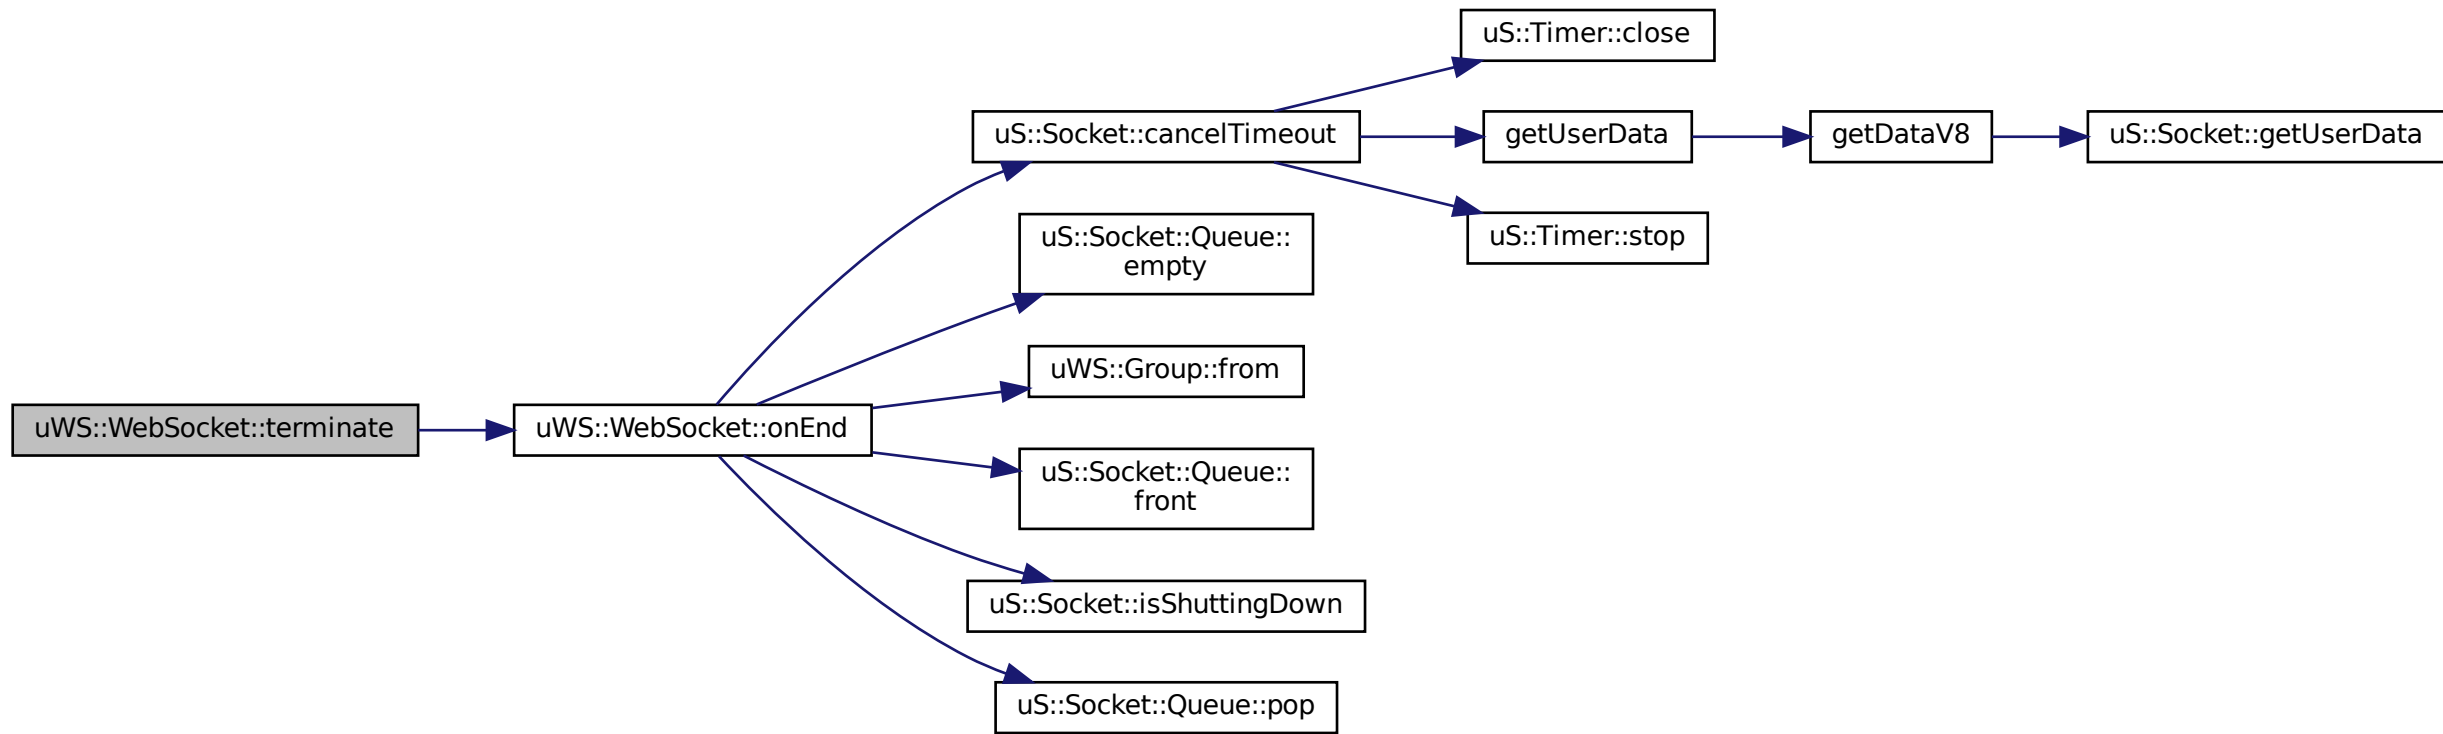 uWS::WebSocket::terminate
uWS::WebSocket::onEnd
uS::Socket::cancelTimeout
uS::Timer::close
getUserData
getDataV8
uS::Socket::getUserData
uS::Timer::stop
uS::Socket::Queue::
empty
uWS::Group::from
uS::Socket::Queue::
front
uS::Socket::isShuttingDown
uS::Socket::Queue::pop